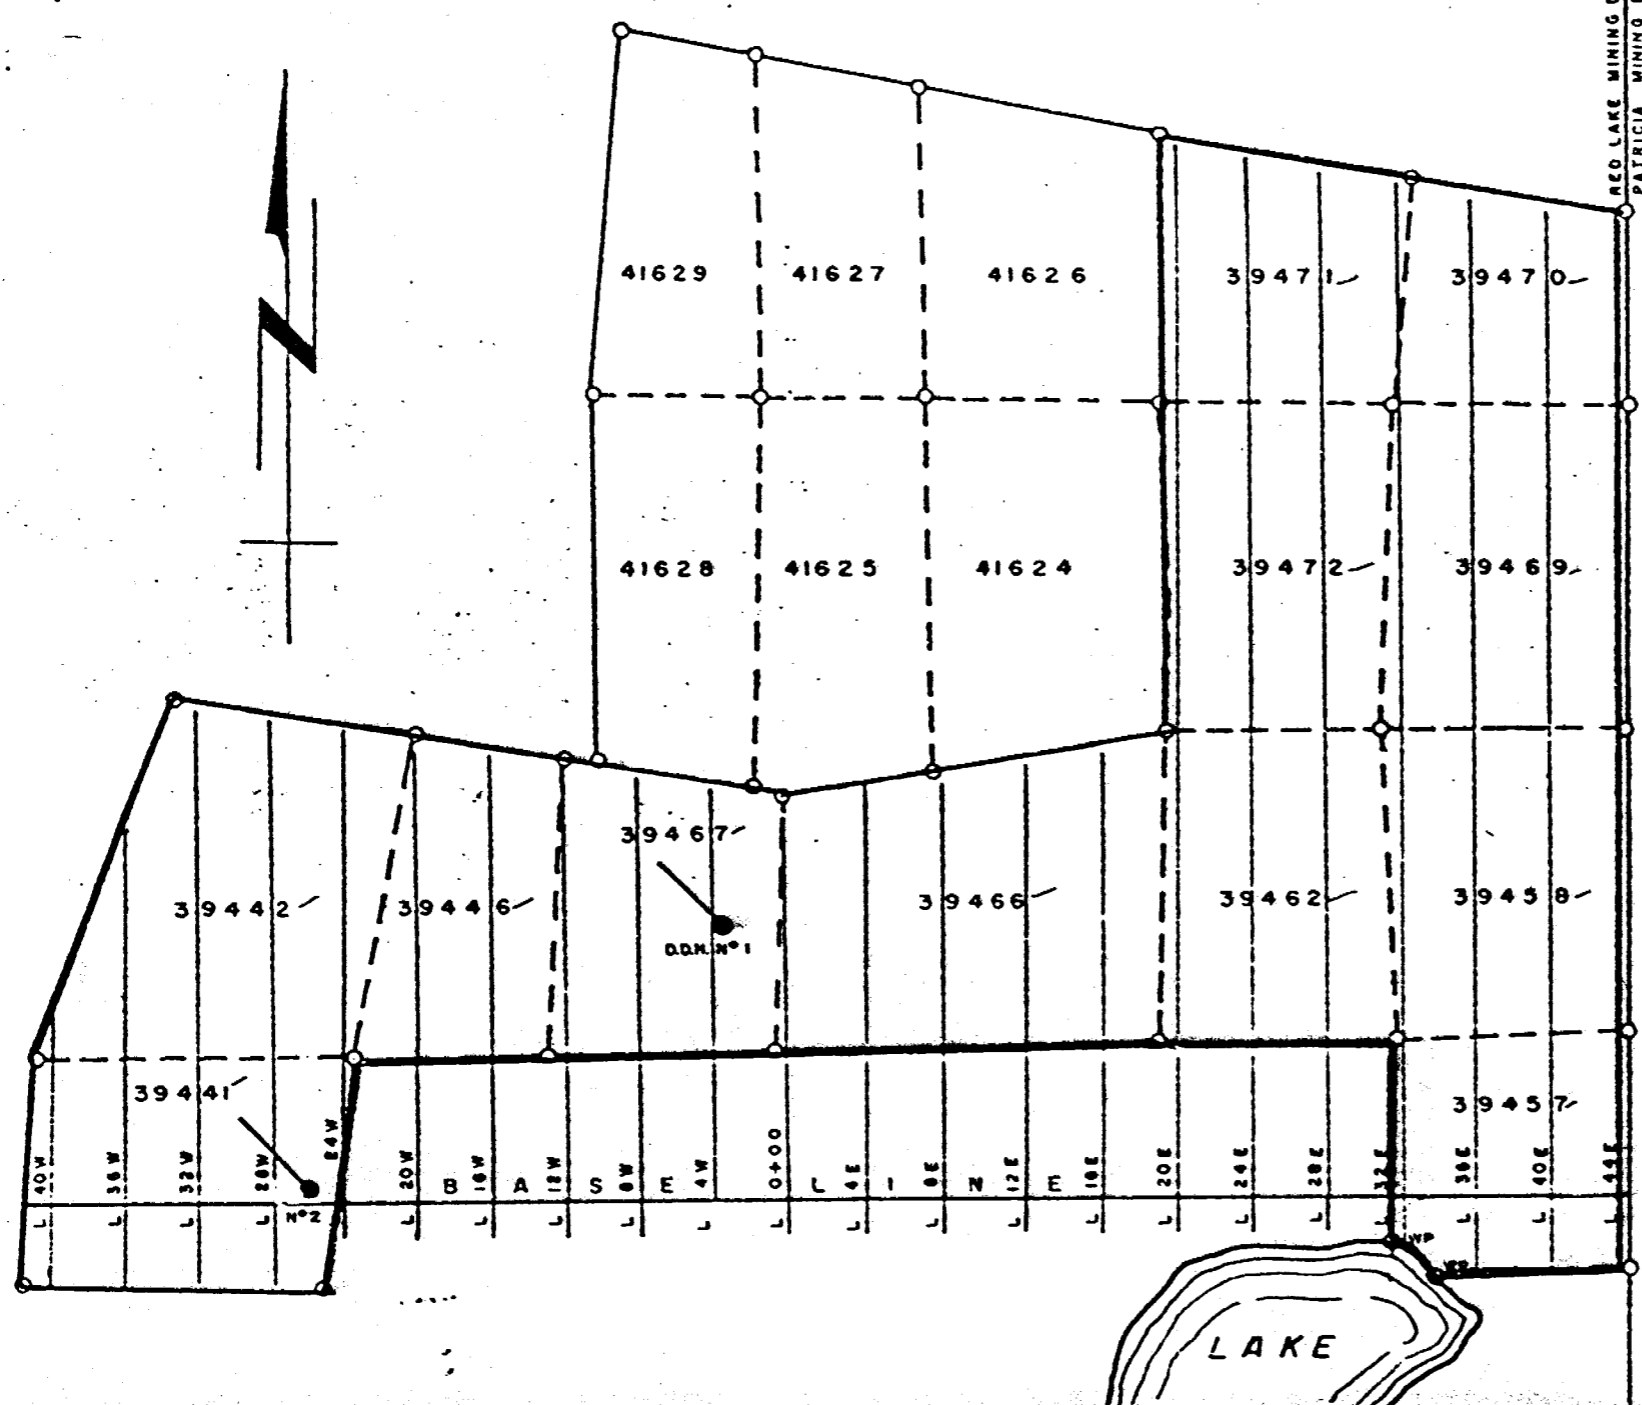 RED LAKE MINING
PATRICIA MINING
41629 41627 41626 39471 39470
41628 41625 41624 39472 39469
39467
39442 39446 39466 39462 39458
D.D.H. Nº 1
39441 39457
L 40W L 36W L 32W L 28W 24W L 20W L 16W L 12W L 8W L 4W L 0+00 L 4E L 8E L 12E L 16E L 20E L 24E L 28E L 32E L 36E L 40E L 44E
BASE LINE
Nº 2
WP
LAKE